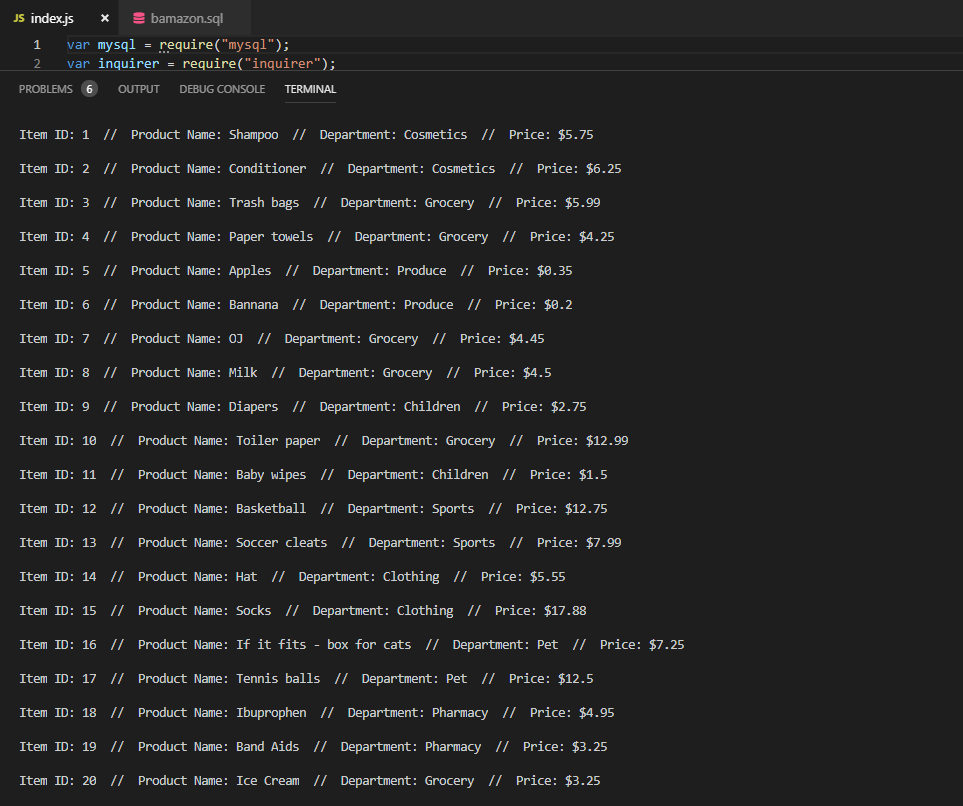 JS index.js × bamazon.sql
1 var mysql = require("mysql");
2 var inquirer = require("inquirer");
PROBLEMS 6 OUTPUT DEBUG CONSOLE TERMINAL
Item ID: 1 // Product Name: Shampoo // Department: Cosmetics // Price: $5.75
Item ID: 2 // Product Name: Conditioner // Department: Cosmetics // Price: $6.25
Item ID: 3 // Product Name: Trash bags // Department: Grocery // Price: $5.99
Item ID: 4 // Product Name: Paper towels // Department: Grocery // Price: $4.25
Item ID: 5 // Product Name: Apples // Department: Produce // Price: $0.35
Item ID: 6 // Product Name: Bannana // Department: Produce // Price: $0.2
Item ID: 7 // Product Name: OJ // Department: Grocery // Price: $4.45
Item ID: 8 // Product Name: Milk // Department: Grocery // Price: $4.5
Item ID: 9 // Product Name: Diapers // Department: Children // Price: $2.75
Item ID: 10 // Product Name: Toiler paper // Department: Grocery // Price: $12.99
Item ID: 11 // Product Name: Baby wipes // Department: Children // Price: $1.5
Item ID: 12 // Product Name: Basketball // Department: Sports // Price: $12.75
Item ID: 13 // Product Name: Soccer cleats // Department: Sports // Price: $7.99
Item ID: 14 // Product Name: Hat // Department: Clothing // Price: $5.55
Item ID: 15 // Product Name: Socks // Department: Clothing // Price: $17.88
Item ID: 16 // Product Name: If it fits - box for cats // Department: Pet // Price: $7.25
Item ID: 17 // Product Name: Tennis balls // Department: Pet // Price: $12.5
Item ID: 18 // Product Name: Ibuprophen // Department: Pharmacy // Price: $4.95
Item ID: 19 // Product Name: Band Aids // Department: Pharmacy // Price: $3.25
Item ID: 20 // Product Name: Ice Cream // Department: Grocery // Price: $3.25